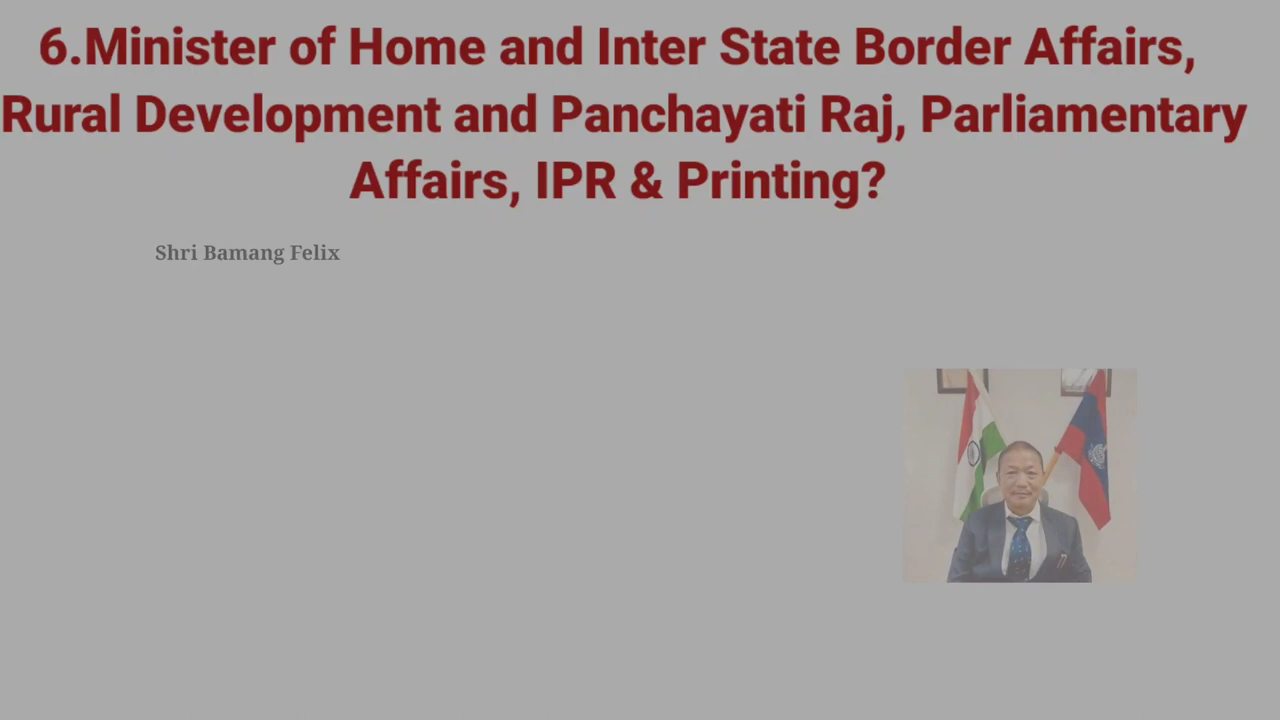 6.Minister of Home and Inter State Border Affairs,
Rural Development and Panchayati Raj, Parliamentary
Affairs, IPR & Printing?
Shri Bamang Felix